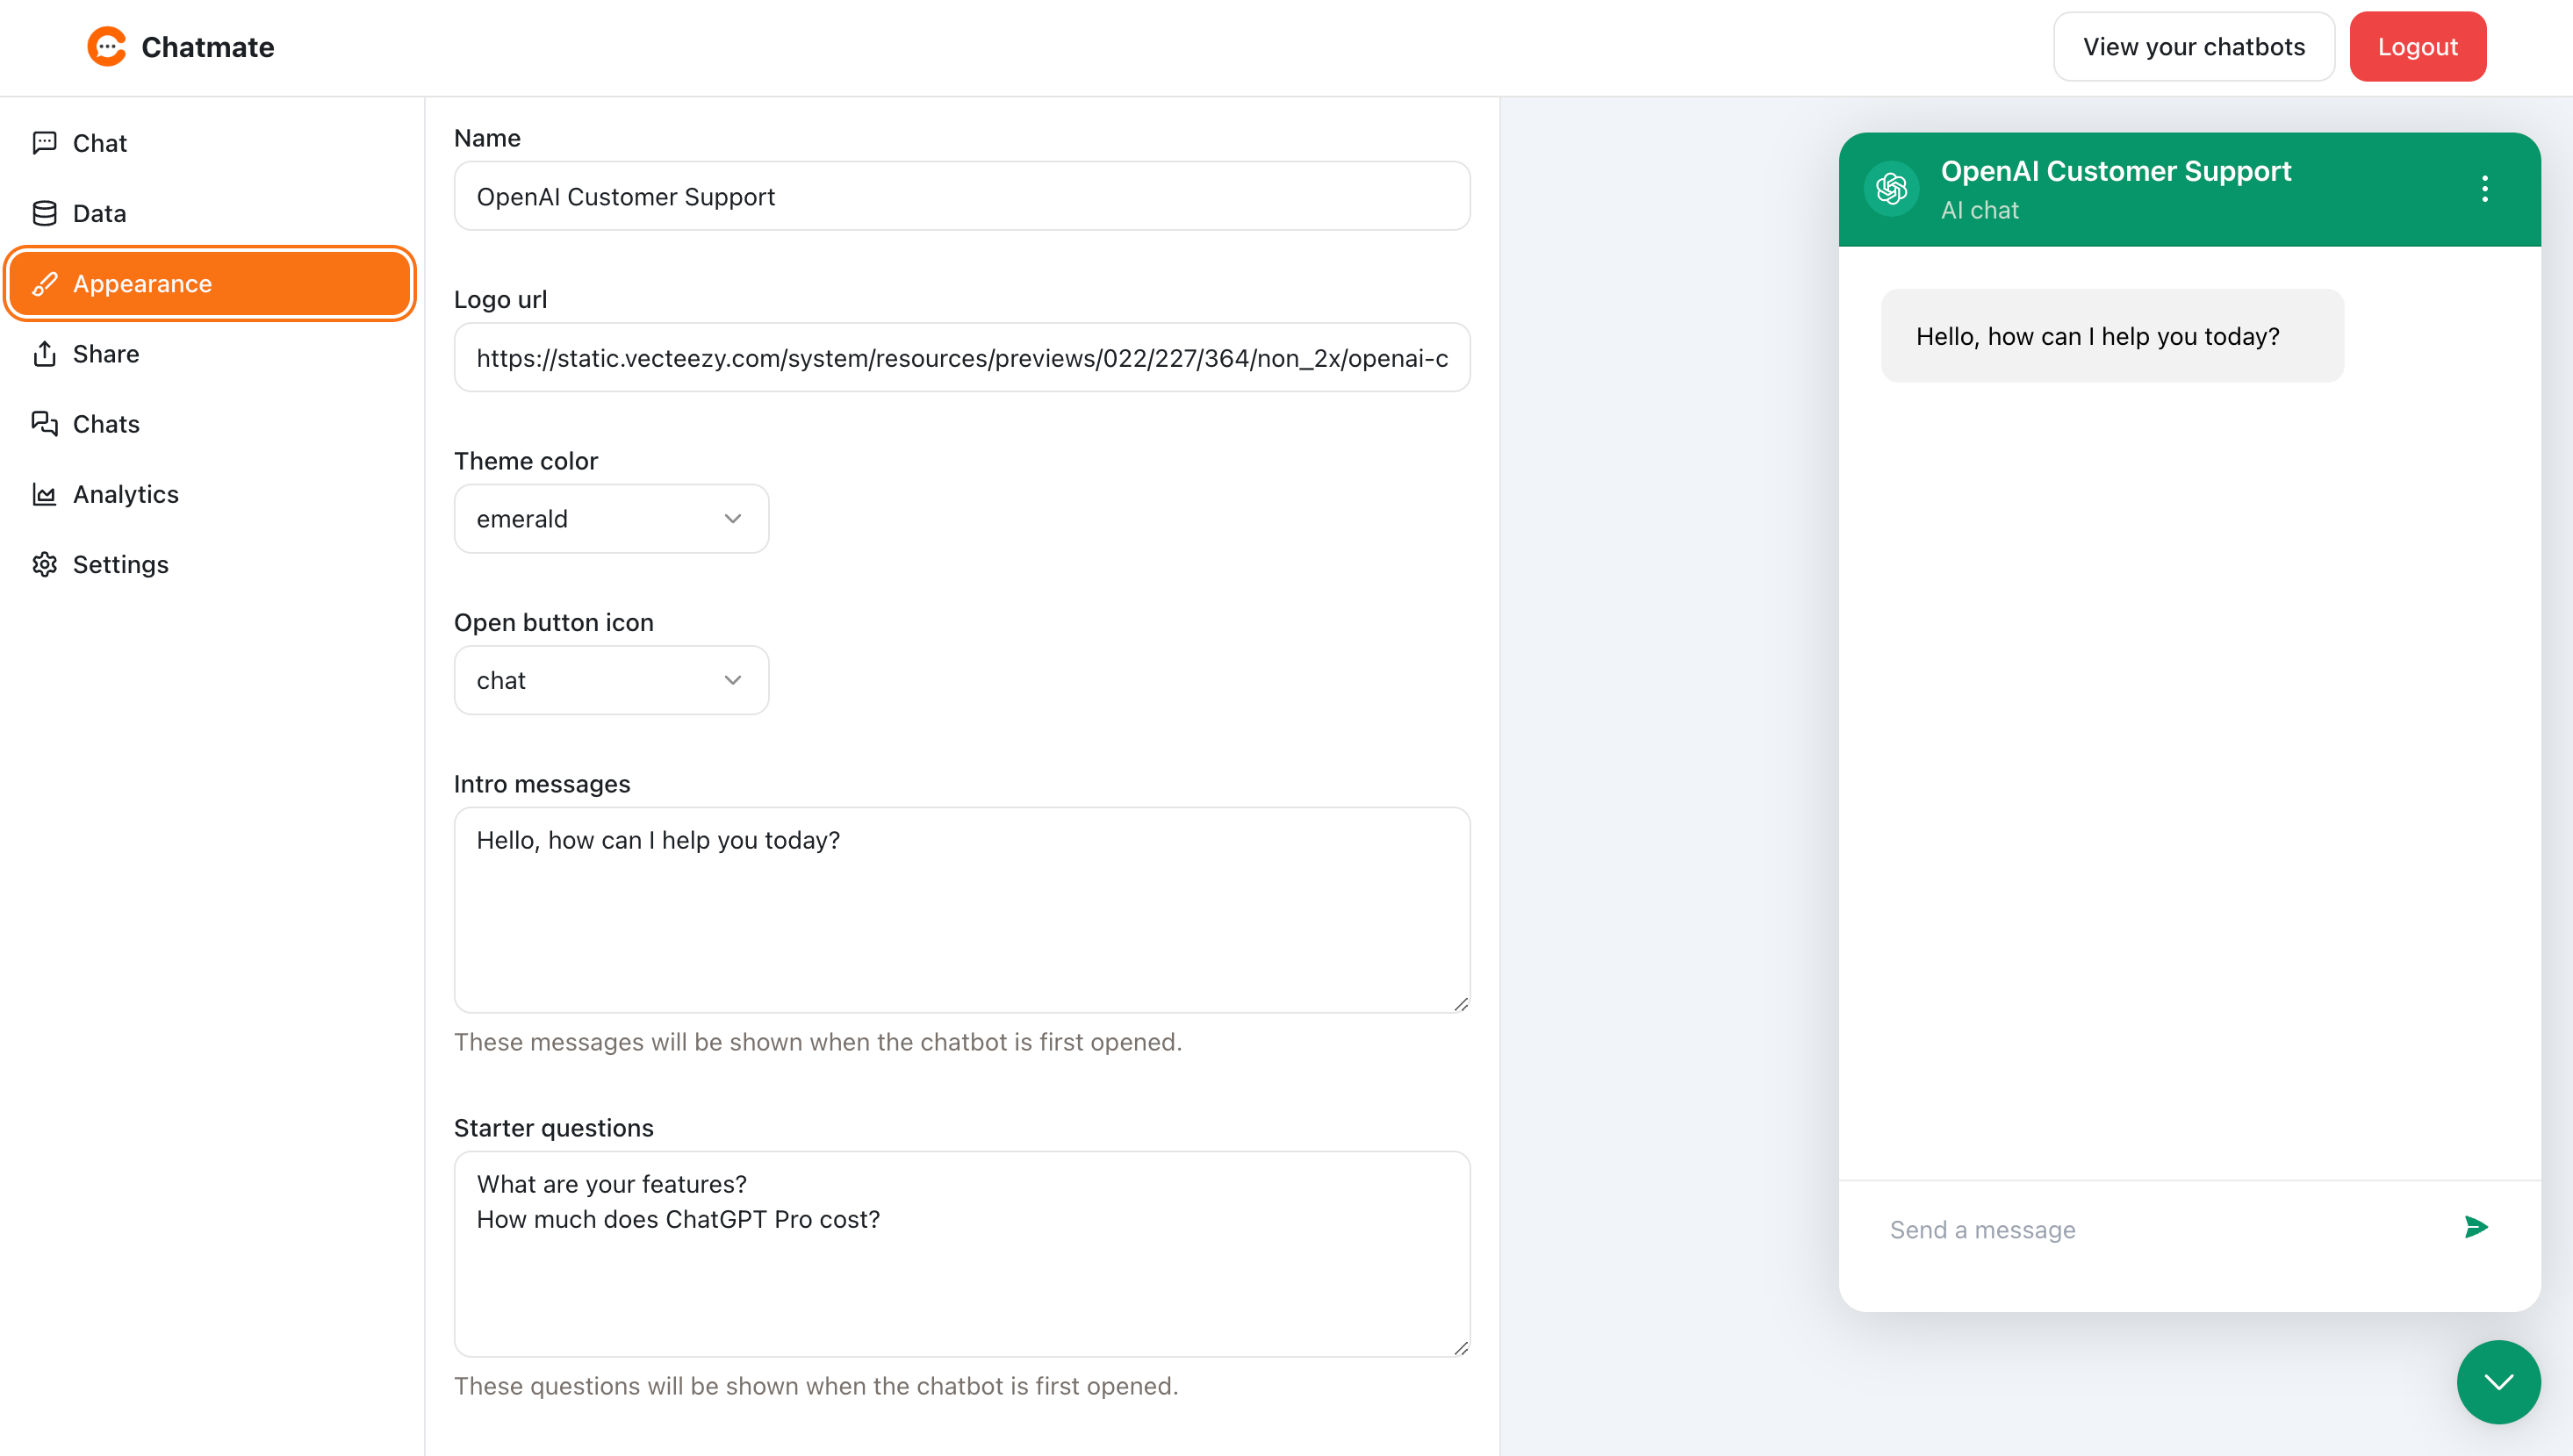 Chatmate
View your chatbots
Logout
Chat
Data
Appearance
Share
Chats
Analytics
Settings
Name
OpenAI Customer Support
Logo url
https://static.vecteezy.com/system/resources/previews/022/227/364/non_2x/openai-c
Theme color
emerald
Open button icon
chat
Intro messages
Hello, how can I help you today?
These messages will be shown when the chatbot is first opened.
Starter questions
What are your features?
How much does ChatGPT Pro cost?
These questions will be shown when the chatbot is first opened.
OpenAI Customer Support
AI chat
Hello, how can I help you today?
Send a message